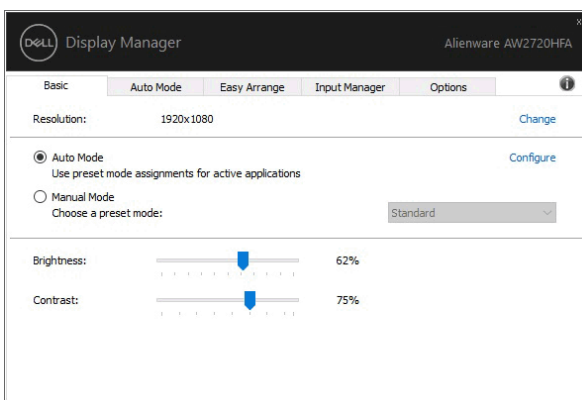 DELL Display Manager
Alienware AW2720HFA
x
Basic Auto Mode Easy Arrange Input Manager Options i
Resolution: 1920x1080 Change
Auto Mode Configure
Use preset mode assignments for active applications
Manual Mode
Choose a preset mode: Standard
Brightness: 62%
Contrast: 75%